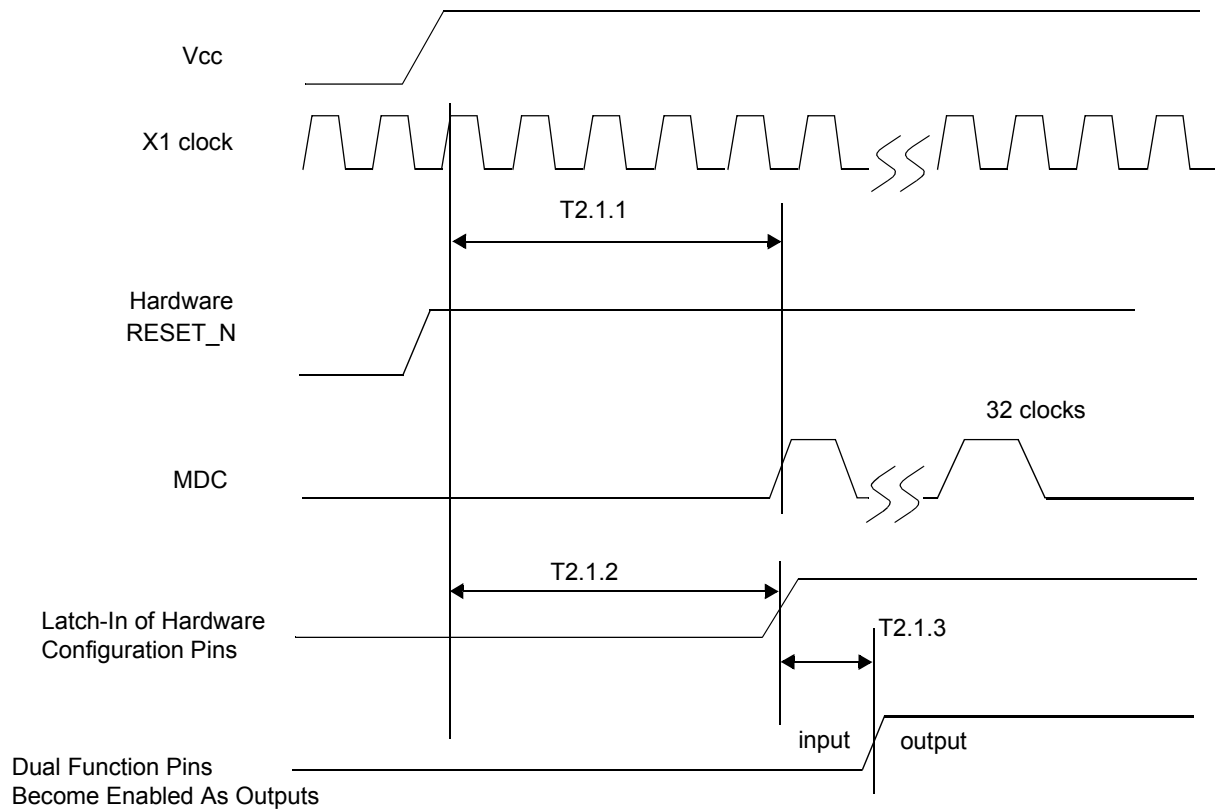 Vcc
X1 clock
T2.1.1
Hardware
RESET_N
32 clocks
MDC
T2.1.2
Latch-In of Hardware
Configuration Pins
T2.1.3
input
output
Dual Function Pins
Become Enabled As Outputs